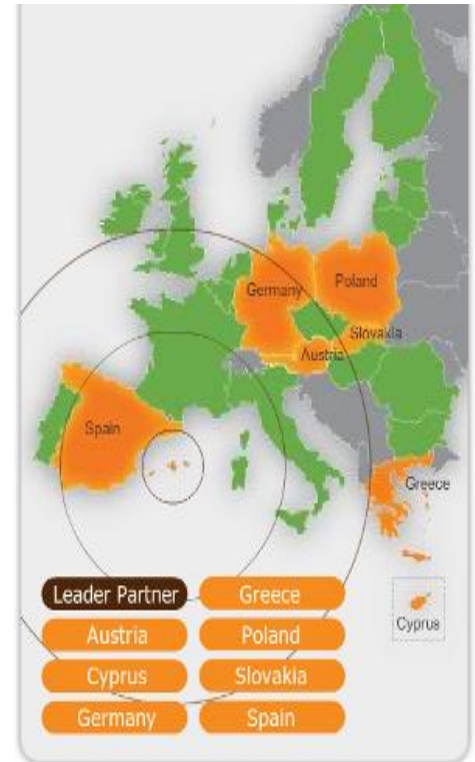 Germany
Poland
Slovakia
Austria
Spain
Greece
Cyprus
Leader Partner
Greece
Austria
Poland
Cyprus
Slovakia
Germany
Spain